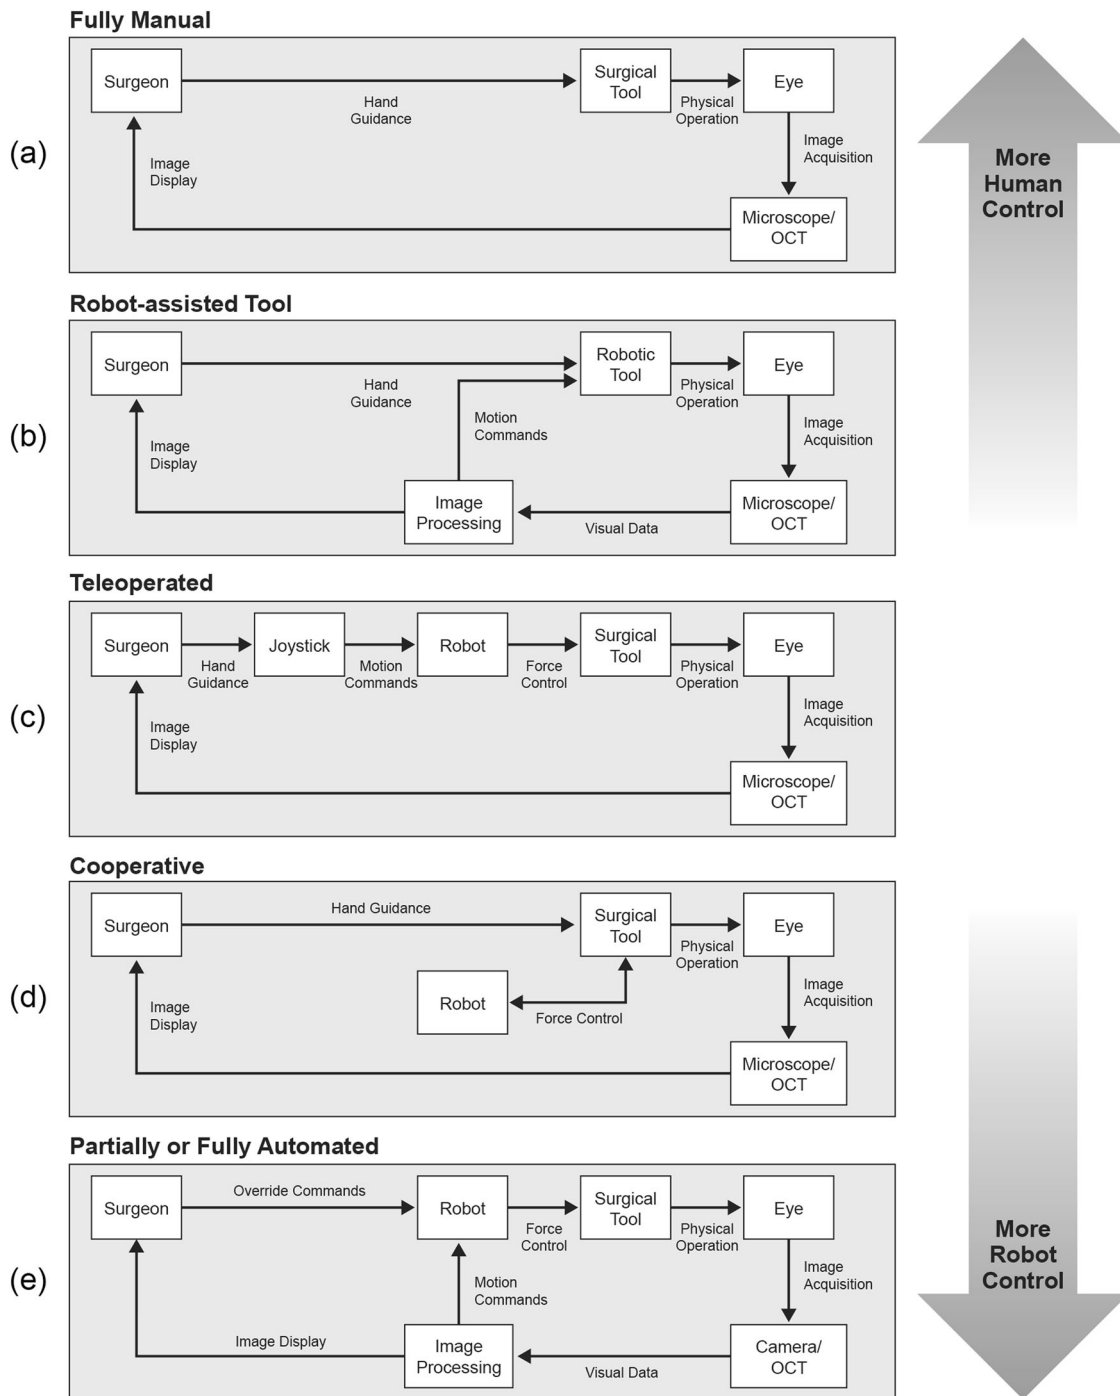 Fully Manual
(a)
Surgeon
Hand
Guidance
Surgical
Tool
Physical
Operation
Eye
Image
Acquisition
Microscope/
OCT
Image
Display
More
Human
Control
Robot-assisted Tool
(b)
Surgeon
Hand
Guidance
Robotic
Tool
Physical
Operation
Eye
Image
Acquisition
Microscope/
OCT
Visual Data
Image
Processing
Motion
Commands
Image
Display
Teleoperated
(c)
Surgeon
Hand
Guidance
Joystick
Motion
Commands
Robot
Force
Control
Surgical
Tool
Physical
Operation
Eye
Image
Acquisition
Microscope/
OCT
Image
Display
Cooperative
(d)
Surgeon
Hand Guidance
Surgical
Tool
Physical
Operation
Eye
Robot
Force Control
Image
Acquisition
Microscope/
OCT
Image
Display
Partially or Fully Automated
(e)
Surgeon
Override Commands
Robot
Force
Control
Surgical
Tool
Physical
Operation
Eye
Image
Acquisition
Camera/
OCT
Visual Data
Image
Processing
Motion
Commands
Image Display
More
Robot
Control